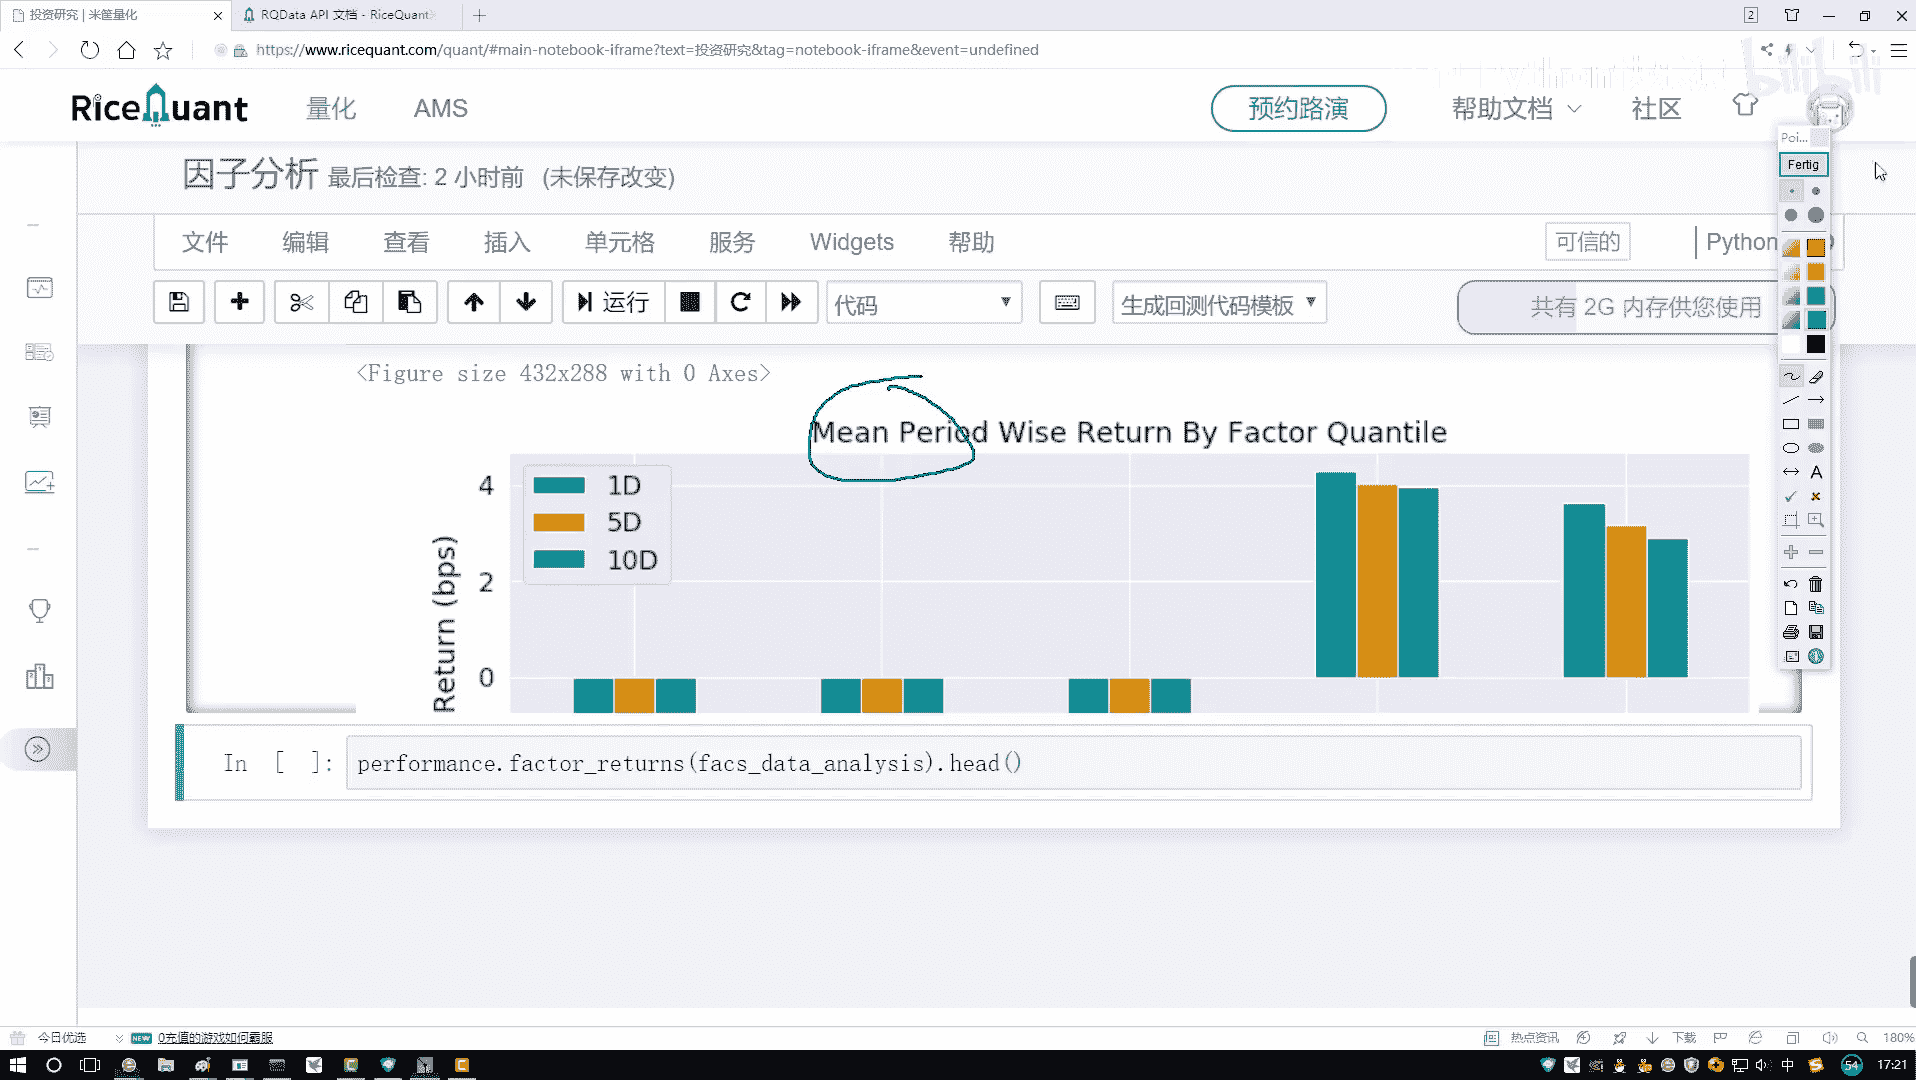 投资研究 | 米筐量化
RQData API 文档 - RiceQuant
2
https://www.ricequant.com/quant/#main-notebook-iframe?text=投资研究&tag=notebook-iframe&event=undefined
RiceQuant
量化
AMS
预约路演
帮助文档
社区
bilibili
Poi...
Fertig
因子分析 最后检查: 2 小时前 (未保存改变)
文件 编辑 查看 插入 单元格 服务 Widgets 帮助
可信的
Python
运行
代码
生成回测代码模板
共有 2G 内存供您使用
<Figure size 432x288 with 0 Axes>
Mean Period Wise Return By Factor Quantile
4
2
0
Return (bps)
1D
5D
10D
A
In [ ]: performance.factor_returns(facs_data_analysis).head()
今日优选
NEW
0充值的游戏如何霸服
热点资讯
下载
180%
中
54
17:21